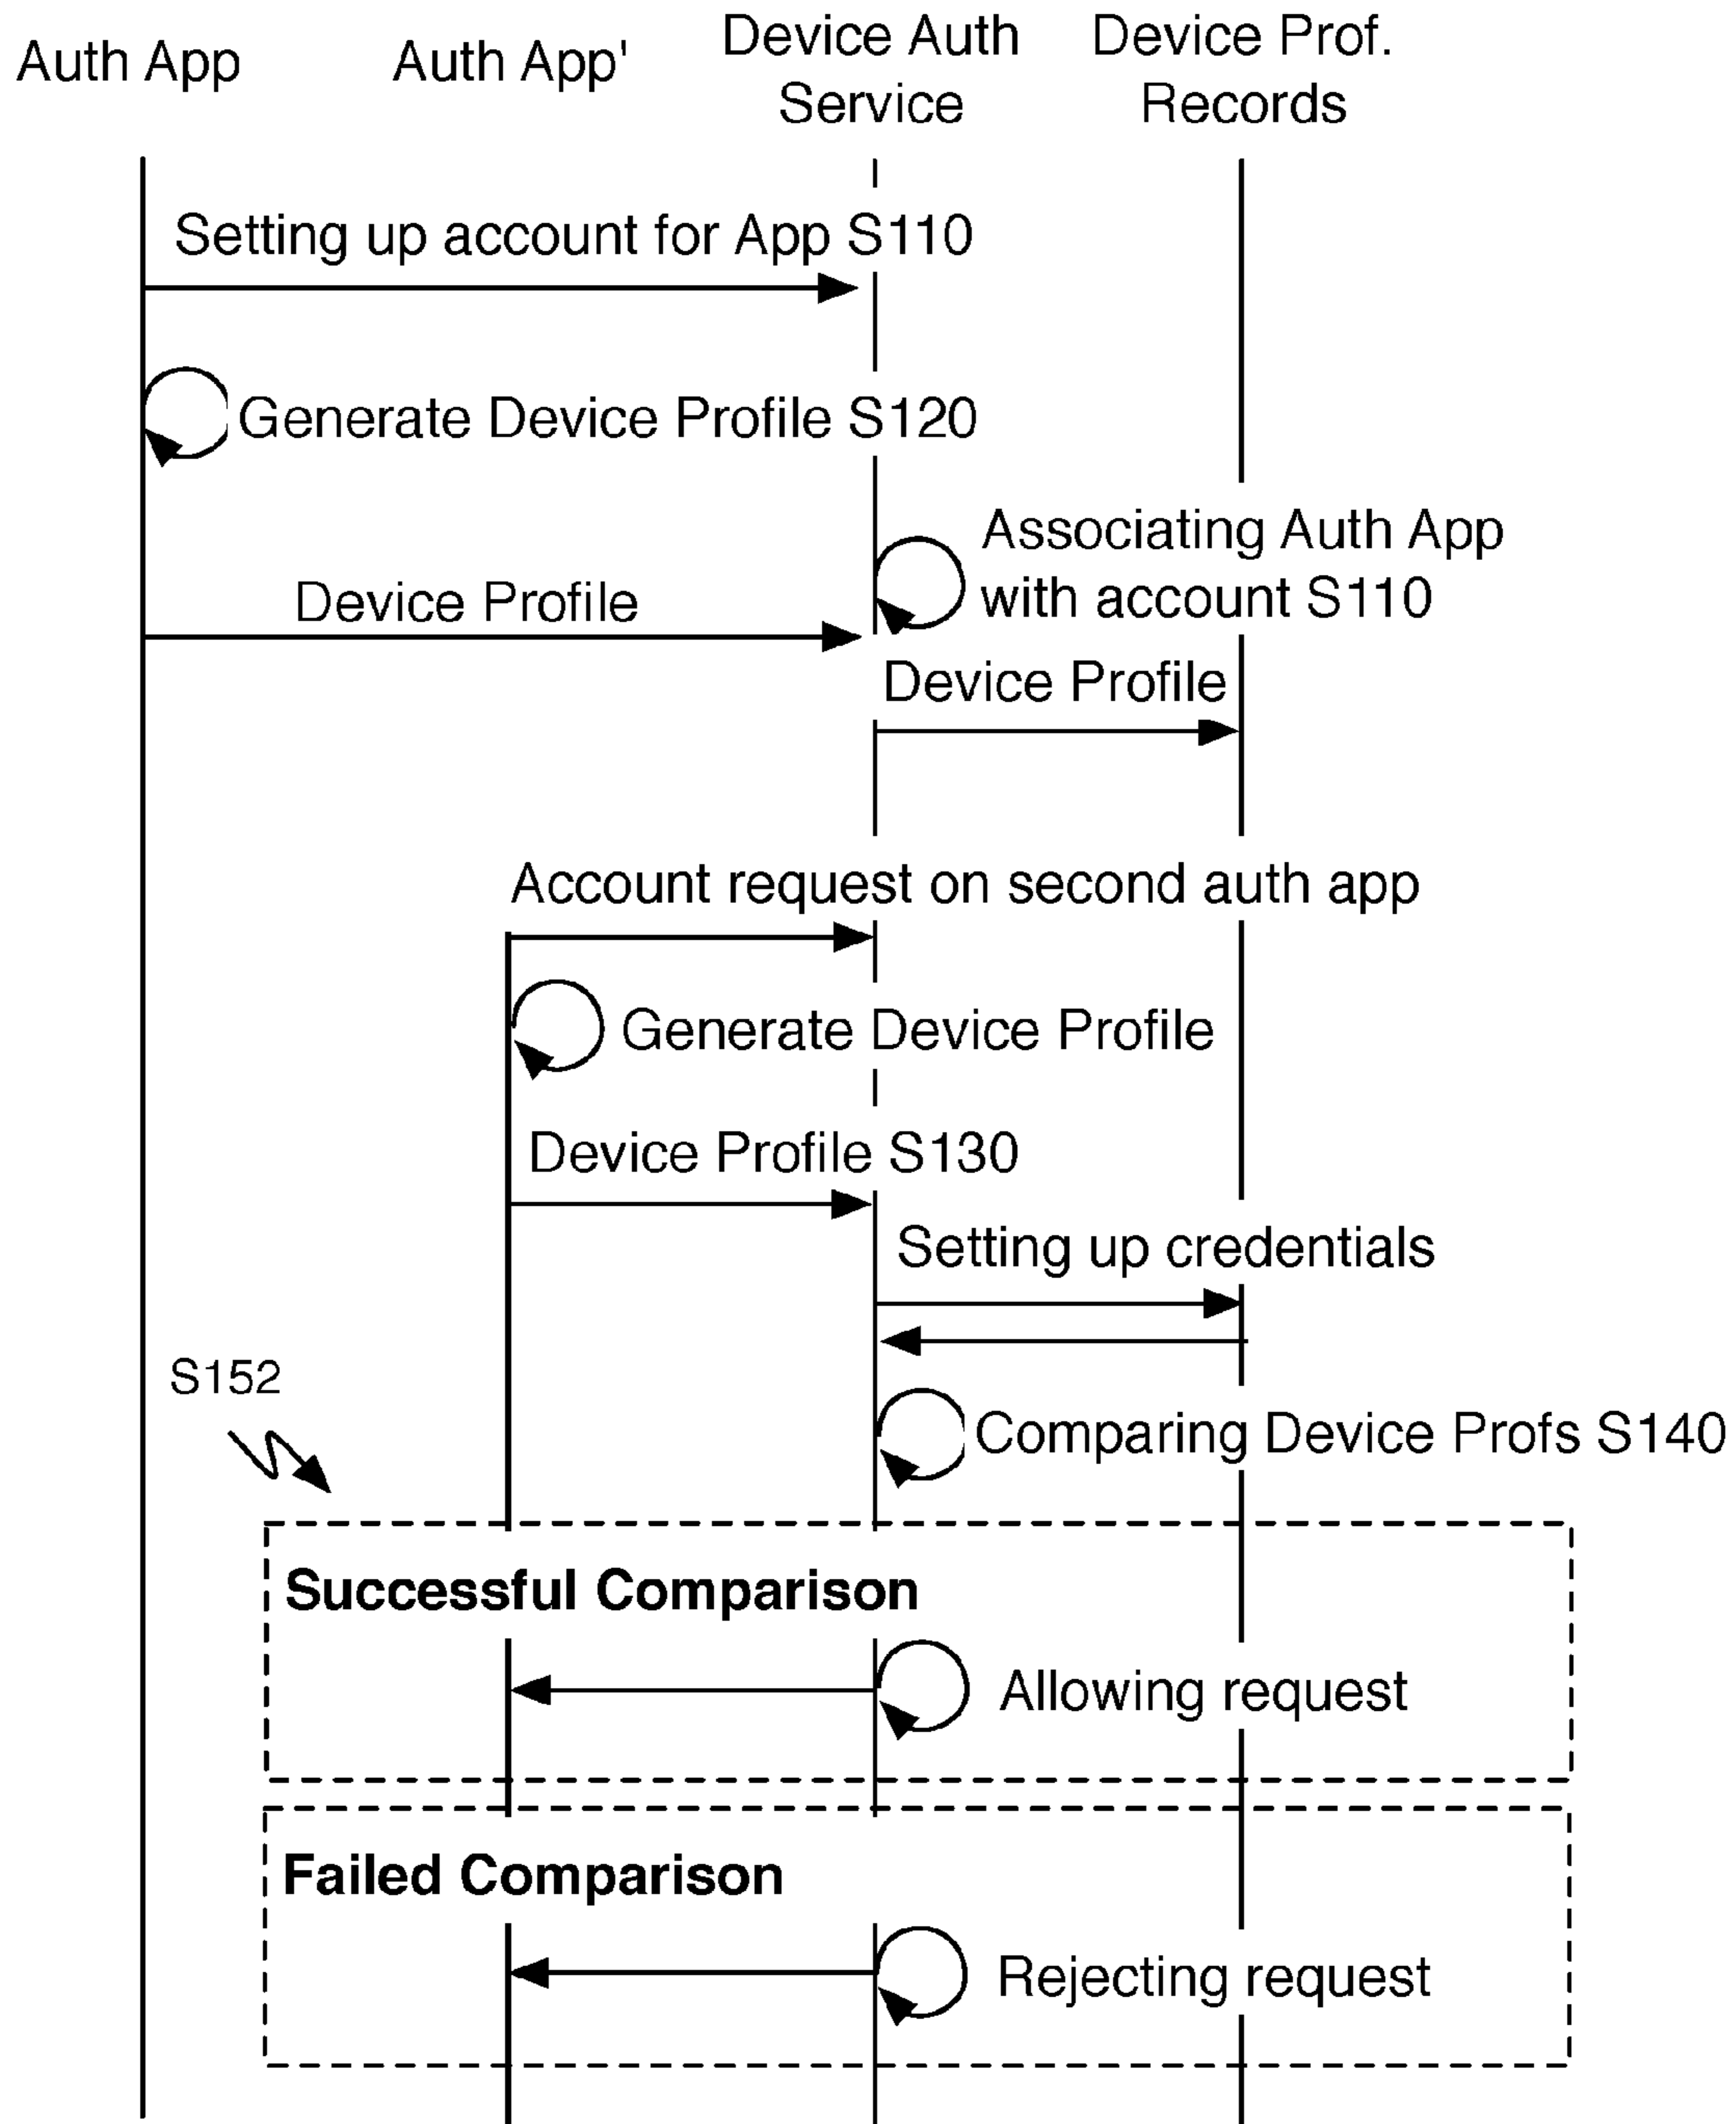 Auth App
Auth App'
Device Auth
Service
Device Prof.
Records
Setting up account for App S110
Generate Device Profile S120
Associating Auth App
with account S110
Device Profile
Device Profile
Account request on second auth app
Generate Device Profile
Device Profile S130
Setting up credentials
S152
Comparing Device Profs S140
Successful Comparison
Allowing request
Failed Comparison
Rejecting request